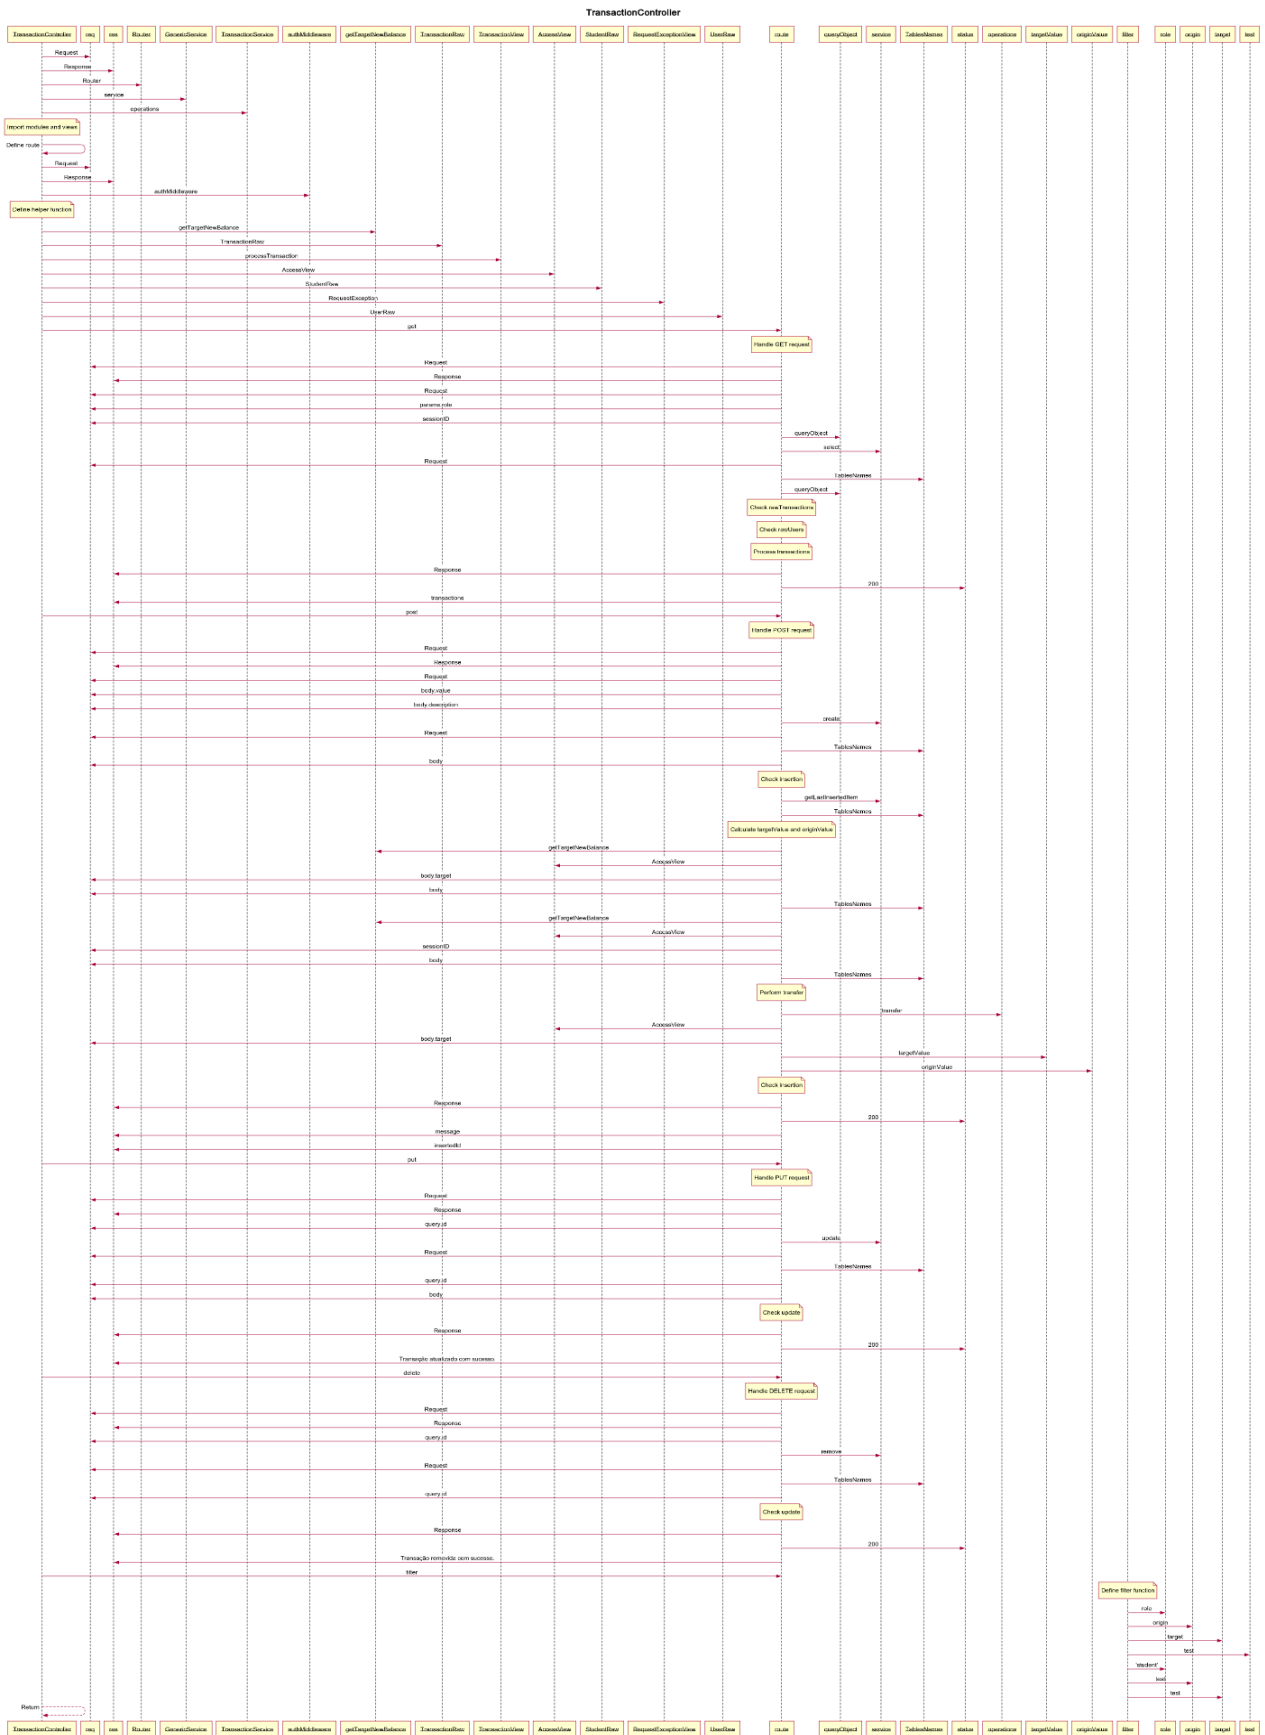 TransactionController
TransactionController req res Router GenericService TransactionService authMiddleware getTargetNewBalance TransactionRaw TransactionView AccessView StudentRaw RequestExceptionView UserRaw route queryObject service TablesNames status operations targetValue originValue filter role origin target test
Request
Response
Router
service
operations
Import modules and views
Define route
Request
Response
authMiddleware
Define helper function
getTargetNewBalance
TransactionRaw
processTransaction
AccessView
StudentRaw
RequestException
UserRaw
get
Handle GET request
Request
Response
Request
params.role
sessionID
queryObject
select
Request
TablesNames
queryObject
Check rawTransactions
Check rawUsers
Process transactions
Response
200
transactions
post
Handle POST request
Request
Response
Request
body.value
body.description
create
Request
TablesNames
body
Check insertion
getLastInsertedItem
TablesNames
Calculate targetValue and originValue
getTargetNewBalance
AccessView
body.target
body
TablesNames
getTargetNewBalance
AccessView
sessionID
body
TablesNames
Perform transfer
transfer
AccessView
body.target
targetValue
originValue
Check insertion
Response
200
message
insertedId
put
Handle PUT request
Request
Response
query.id
update
Request
TablesNames
query.id
body
Check update
Response
200
Transação atualizada com sucesso.
delete
Handle DELETE request
Request
Response
query.id
remove
Request
TablesNames
query.id
Check update
Response
200
Transação removida com sucesso.
filter
Define filter function
role
origin
target
test
'student'
test
test
Return
TransactionController req res Router GenericService TransactionService authMiddleware getTargetNewBalance TransactionRaw TransactionView AccessView StudentRaw RequestExceptionView UserRaw route queryObject service TablesNames status operations targetValue originValue filter role origin target test